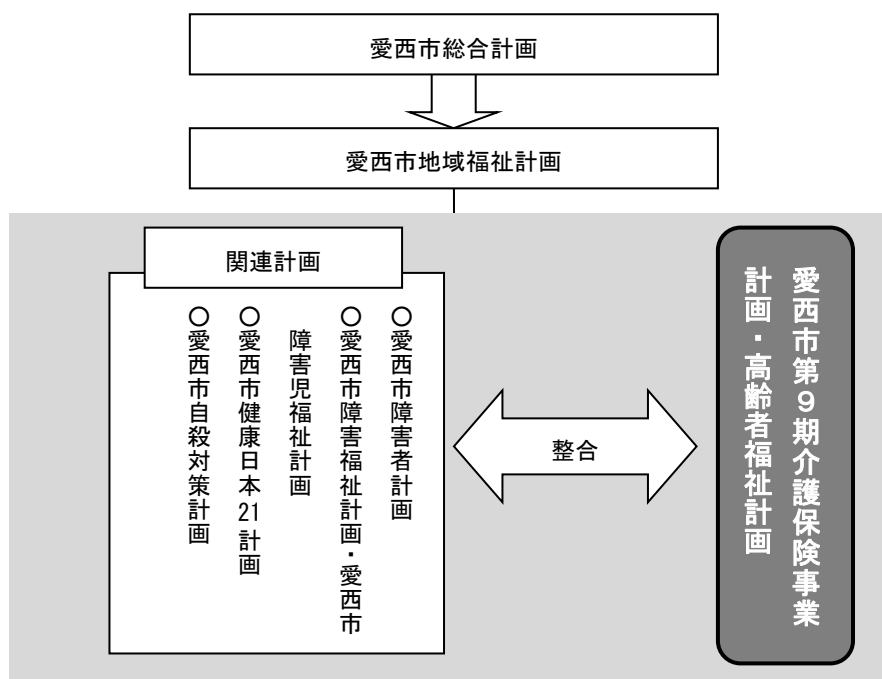 愛西市総合計画
愛西市地域福祉計画
関連計画
○愛西市障害者計画
○愛西市障害福祉計画・愛西市
障害児福祉計画
○愛西市健康日本21計画
○愛西市自殺対策計画
整合
愛西市第９期介護保険事業
計画・高齢者福祉計画